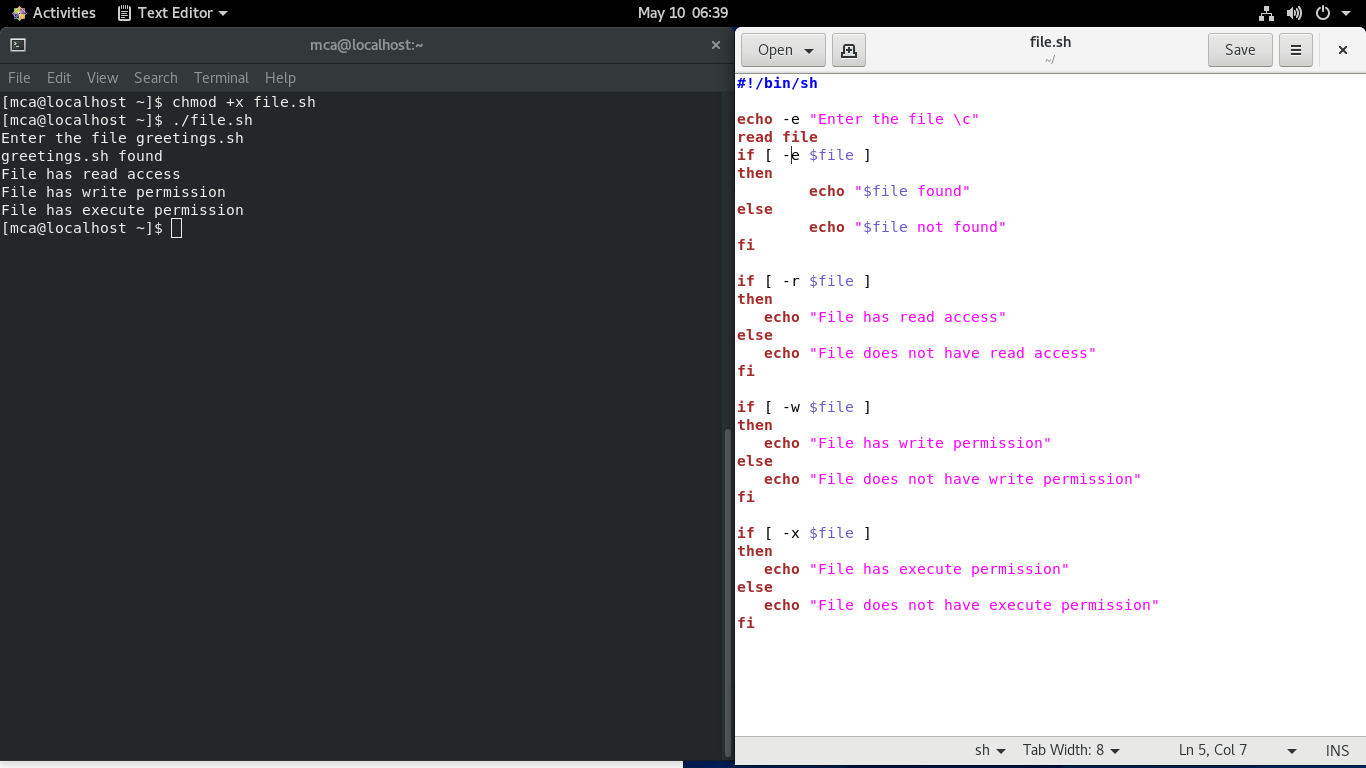 Activities Text Editor May 10 06:39
mca@localhost:~
File Edit View Search Terminal Help
[mca@localhost ~]$ chmod +x file.sh
[mca@localhost ~]$ ./file.sh
Enter the file greetings.sh
greetings.sh found
File has read access
File has write permission
File has execute permission
[mca@localhost ~]$
Open file.sh Save
~/
#!/bin/sh
echo -e "Enter the file \c"
read file
if [ -e $file ]
then
        echo "$file found"
else
        echo "$file not found"
fi
if [ -r $file ]
then
   echo "File has read access"
else
   echo "File does not have read access"
fi
if [ -w $file ]
then
   echo "File has write permission"
else
   echo "File does not have write permission"
fi
if [ -x $file ]
then
   echo "File has execute permission"
else
   echo "File does not have execute permission"
fi
sh Tab Width: 8 Ln 5, Col 7 INS